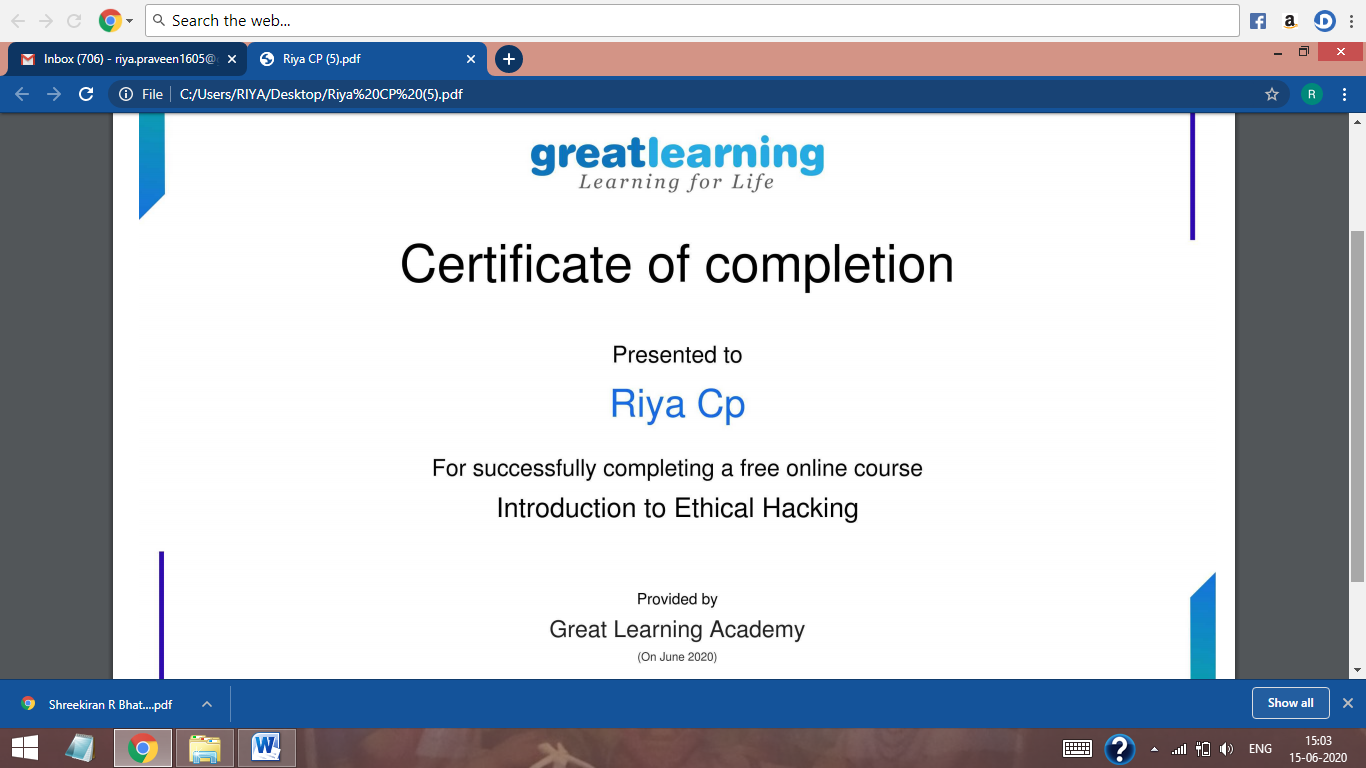 Search the web...
Inbox (706) - riya.praveen1605@
Riya CP (5).pdf
File
C:/Users/RIYA/Desktop/Riya%20CP%20(5).pdf
R
greatlearning
Learning for Life
Certificate of completion
Presented to
Riya Cp
For successfully completing a free online course
Introduction to Ethical Hacking
Provided by
Great Learning Academy
(On June 2020)
Shreekiran R Bhat....pdf
Show all
ENG
15:03
15-06-2020